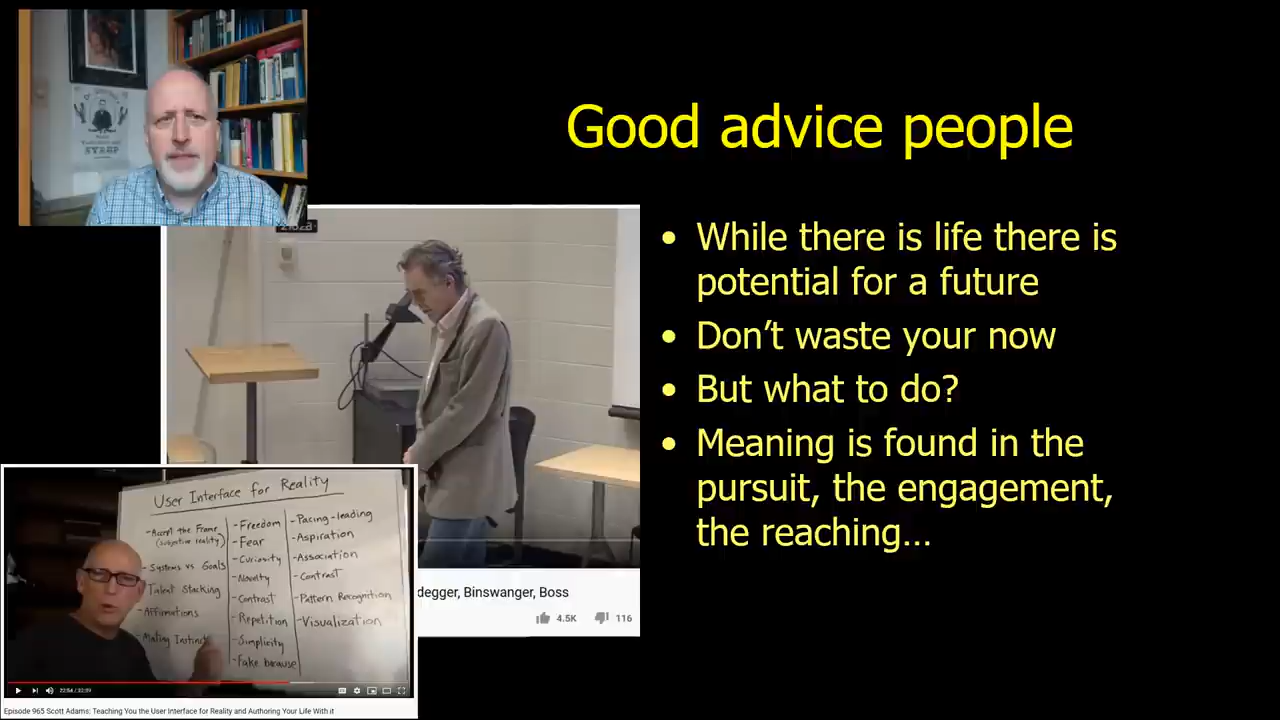 SYRUP
Good advice people
• While there is life there is
potential for a future
• Don’t waste your now
• But what to do?
• Meaning is found in the
pursuit, the engagement,
the reaching...
degger, Binswanger, Boss
4.5K 116
User Interface for Reality
- Accept the Frame
(subjective reality)
- Systems vs Goals
Talent Stacking
- Affirmations
- Mating Instinct
- Freedom
- Fear
- Curiosity
- Novelty
- Contrast
- Repetition
- Simplicity
- Fake because
- Pacing-leading
- Aspiration
- Association
- Contrast
- Pattern Recognition
- Visualization
Episode 965 Scott Adams: Teaching You the User Interface for Reality and Authoring Your Life With it